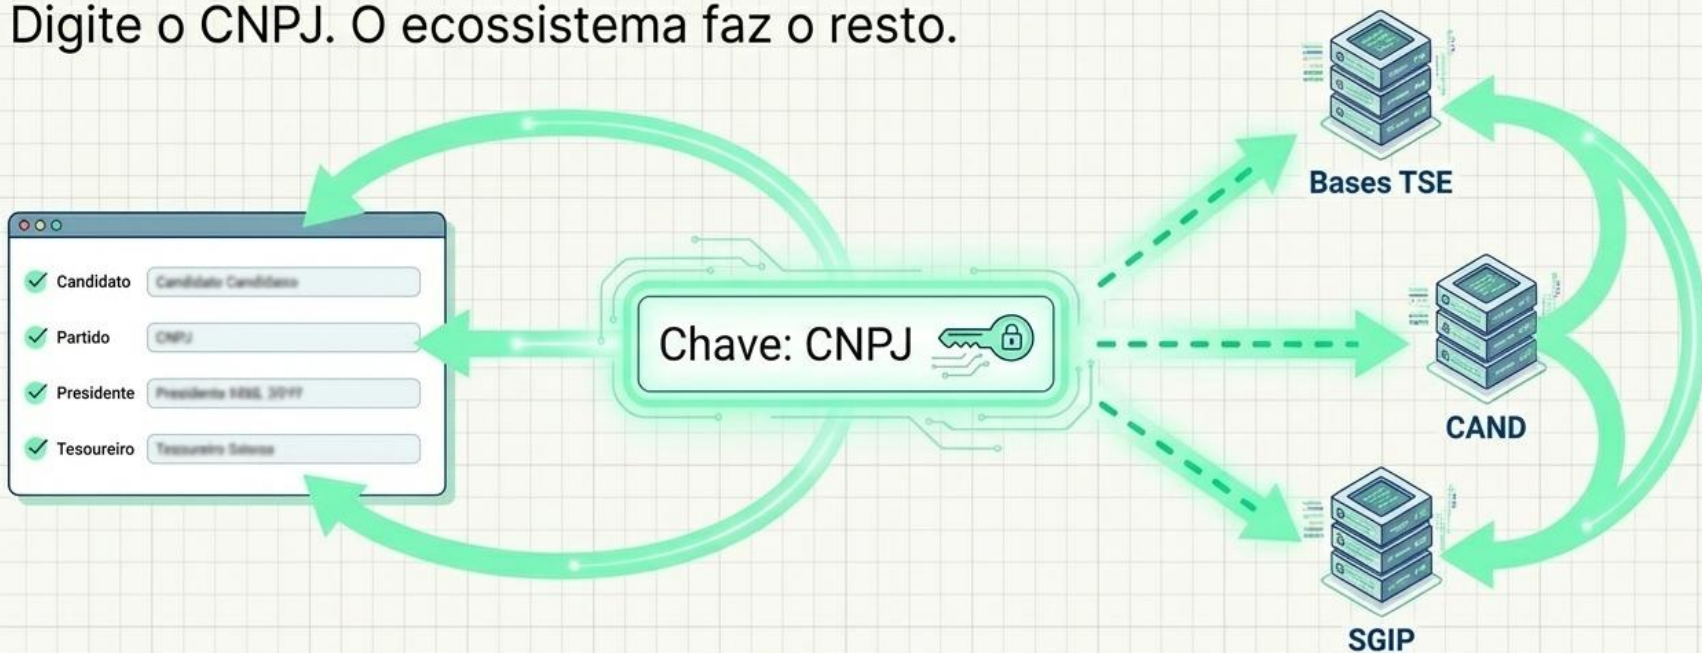 Digite o CNPJ. O ecossistema faz o resto.
Candidato
Partido
CNPJ
Presidente
Tesoureiro
Chave: CNPJ
Bases TSE
CAND
SGIP